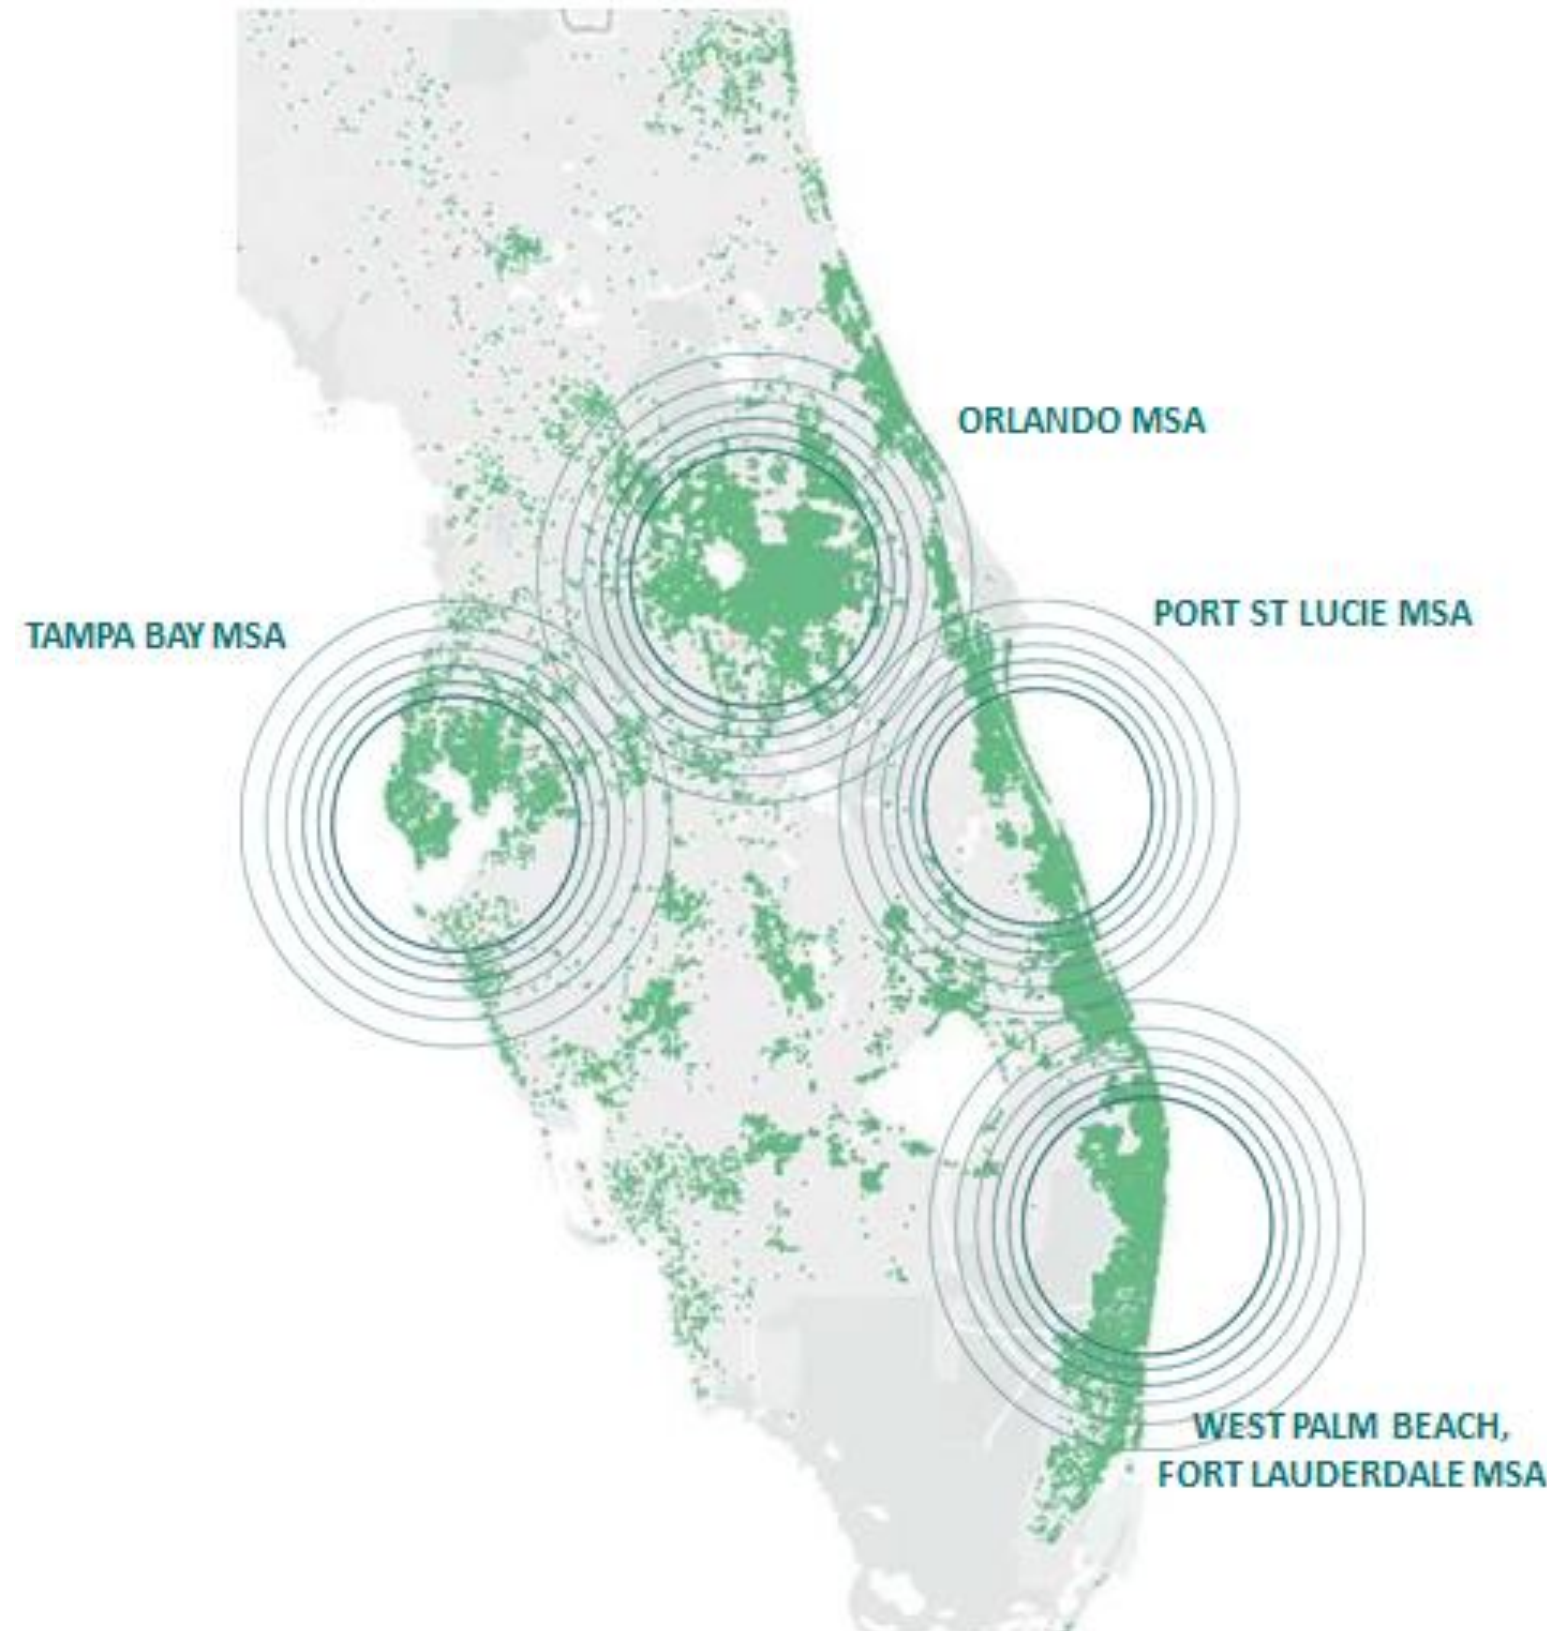 ORLANDO MSA
PORT ST LUCIE MSA
TAMPA BAY MSA
WEST PALM BEACH,
FORT LAUDERDALE MSA